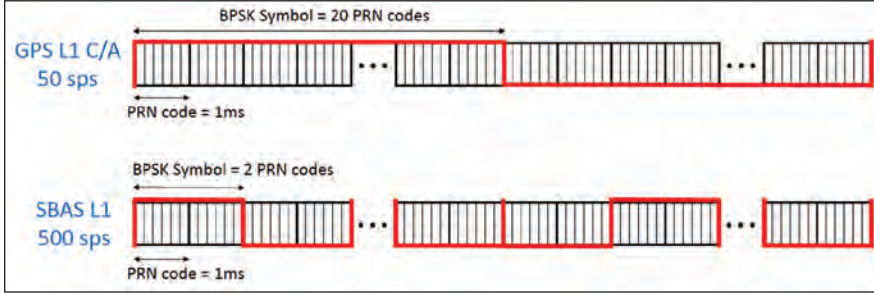 BPSK Symbol = 20 PRN codes
GPS L1 C/A
50 sps
PRN code = 1ms
BPSK Symbol = 2 PRN codes
SBAS L1
500 sps
PRN code = 1ms